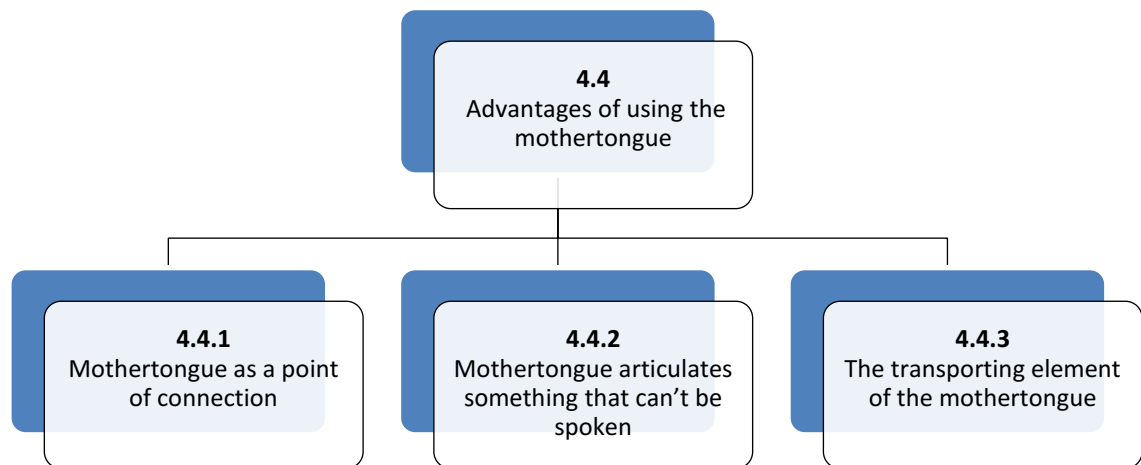 4.4
Advantages of using the
mothertongue
4.4.1
Mothertongue as a point
of connection
4.4.2
Mothertongue articulates
something that can’t be
spoken
4.4.3
The transporting element
of the mothertongue